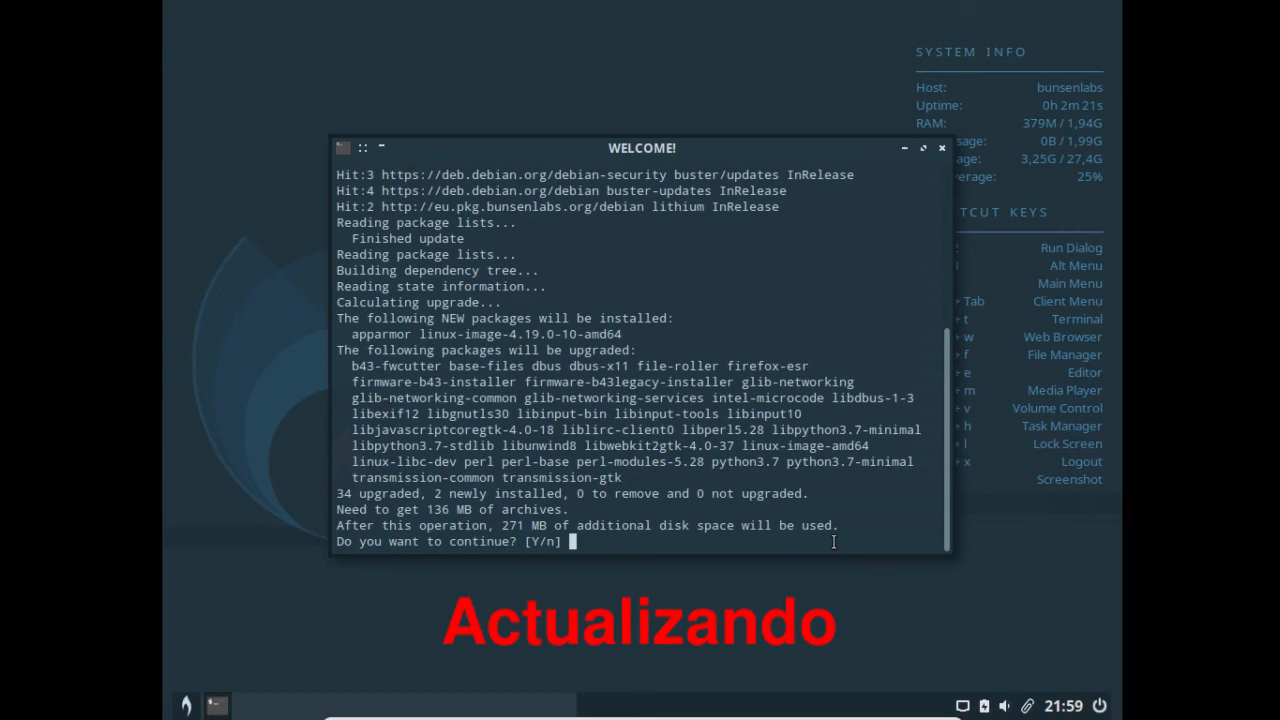 SYSTEM INFO
Host: bunsenlabs
Uptime: 0h 2m 21s
RAM: 379M / 1,94G
sage: 0B / 1,99G
age: 3,25G / 27,4G
verage: 25%
TCUT KEYS
Run Dialog
Alt Menu
Main Menu
+ Tab Client Menu
+ t Terminal
+ w Web Browser
+ f File Manager
+ e Editor
+ m Media Player
+ v Volume Control
+ h Task Manager
+ l Lock Screen
+ x Logout
Screenshot
WELCOME!
Hit:3 https://deb.debian.org/debian-security buster/updates InRelease
Hit:4 https://deb.debian.org/debian buster-updates InRelease
Hit:2 http://eu.pkg.bunsenlabs.org/debian lithium InRelease
Reading package lists...
Finished update
Reading package lists...
Building dependency tree...
Reading state information...
Calculating upgrade...
The following NEW packages will be installed:
apparmor linux-image-4.19.0-10-amd64
The following packages will be upgraded:
b43-fwcutter base-files dbus dbus-x11 file-roller firefox-esr
firmware-b43-installer firmware-b43legacy-installer glib-networking
glib-networking-common glib-networking-services intel-microcode libdbus-1-3
libexif12 libgnutls30 libinput-bin libinput-tools libinput10
libjavascriptcoregtk-4.0-18 liblirc-client0 libperl5.28 libpython3.7-minimal
libpython3.7-stdlib libunwind8 libwebkit2gtk-4.0-37 linux-image-amd64
linux-libc-dev perl perl-base perl-modules-5.28 python3.7 python3.7-minimal
transmission-common transmission-gtk
34 upgraded, 2 newly installed, 0 to remove and 0 not upgraded.
Need to get 136 MB of archives.
After this operation, 271 MB of additional disk space will be used.
Do you want to continue? [Y/n]
Actualizando
21:59